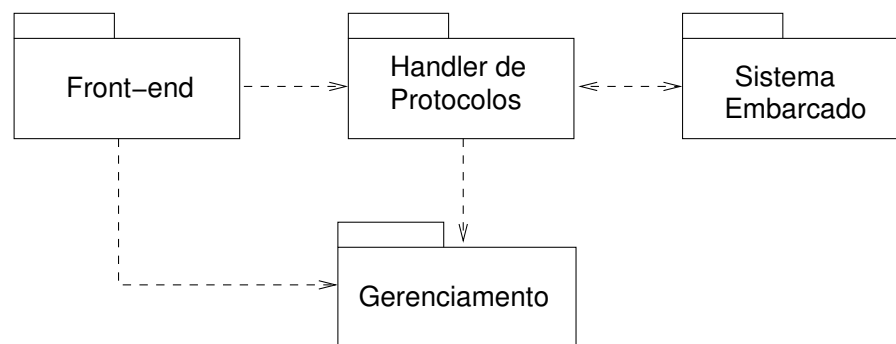 Front−end
Handler de
Protocolos
Sistema
Embarcado
Gerenciamento